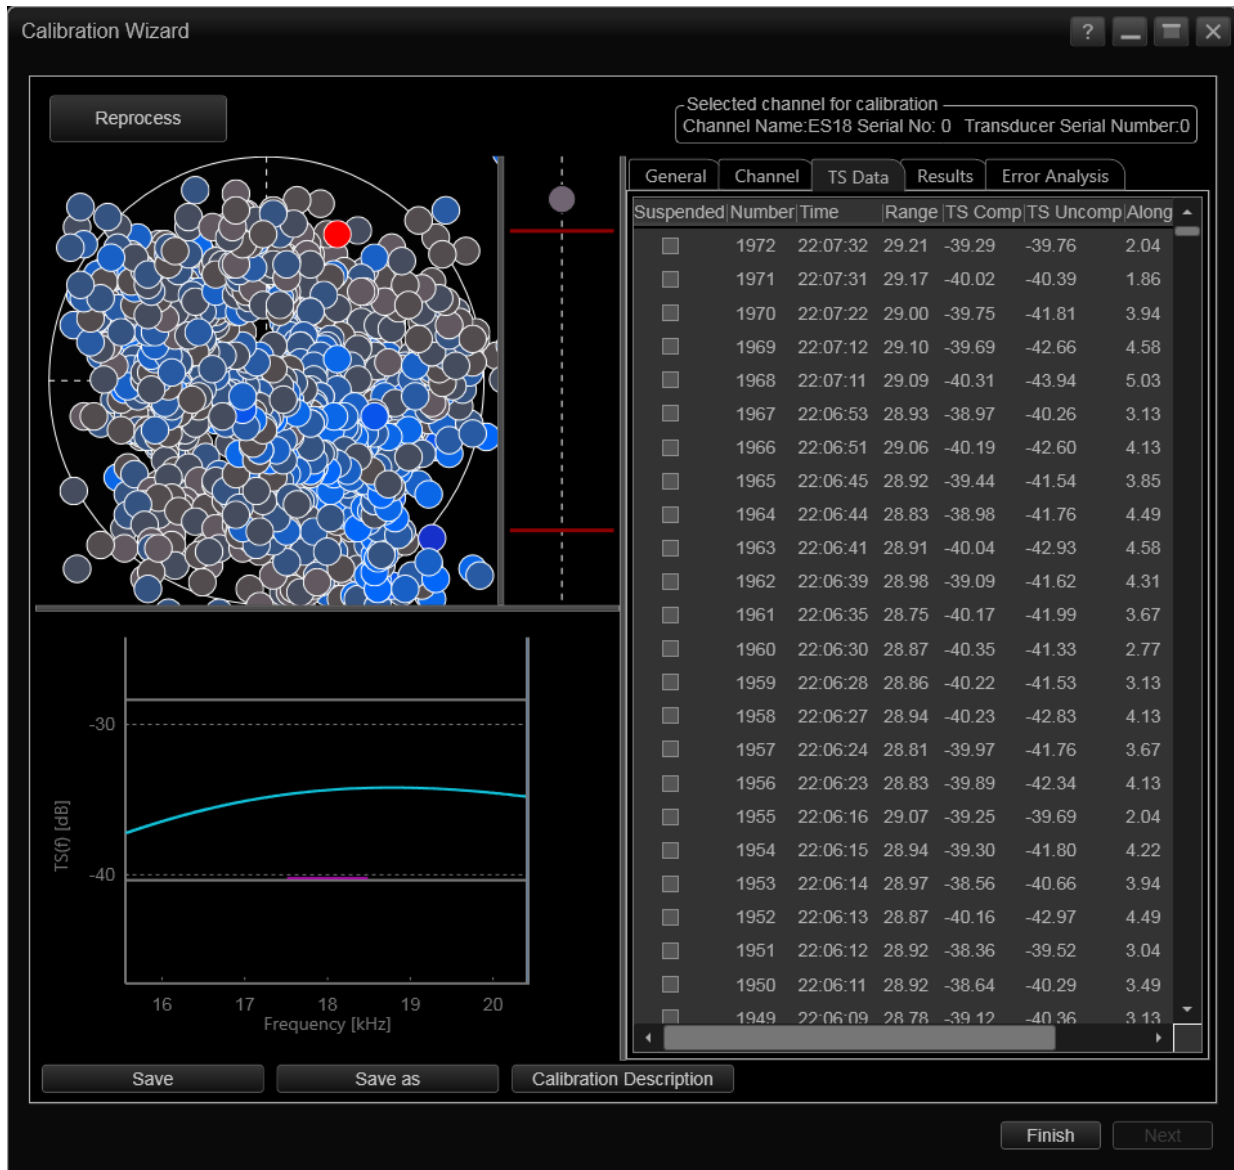 Calibration Wizard
?
Reprocess
Selected channel for calibration
Channel Name:ES18 Serial No: 0 Transducer Serial Number:0
General Channel TS Data Results Error Analysis
Suspended Number Time Range TS Comp TS Uncomp Along
1972 22:07:32 29.21 -39.29 -39.76 2.04
1971 22:07:31 29.17 -40.02 -40.39 1.86
1970 22:07:22 29.00 -39.75 -41.81 3.94
1969 22:07:12 29.10 -39.69 -42.66 4.58
1968 22:07:11 29.09 -40.31 -43.94 5.03
1967 22:06:53 28.93 -38.97 -40.26 3.13
1966 22:06:51 29.06 -40.19 -42.60 4.13
1965 22:06:45 28.92 -39.44 -41.54 3.85
1964 22:06:44 28.83 -38.98 -41.76 4.49
1963 22:06:41 28.91 -40.04 -42.93 4.58
1962 22:06:39 28.98 -39.09 -41.62 4.31
1961 22:06:35 28.75 -40.17 -41.99 3.67
1960 22:06:30 28.87 -40.35 -41.33 2.77
1959 22:06:28 28.86 -40.22 -41.53 3.13
1958 22:06:27 28.94 -40.23 -42.83 4.13
1957 22:06:24 28.81 -39.97 -41.76 3.67
1956 22:06:23 28.83 -39.89 -42.34 4.13
1955 22:06:16 29.07 -39.25 -39.69 2.04
1954 22:06:15 28.94 -39.30 -41.80 4.22
1953 22:06:14 28.97 -38.56 -40.66 3.94
1952 22:06:13 28.87 -40.16 -42.97 4.49
1951 22:06:12 28.92 -38.36 -39.52 3.04
1950 22:06:11 28.92 -38.64 -40.29 3.49
1949 22:06:09 28.78 -39.12 -40.36 3.13
-30
TS(f) [dB]
-40
16 17 18 19 20
Frequency [kHz]
Save Save as Calibration Description
Finish Next